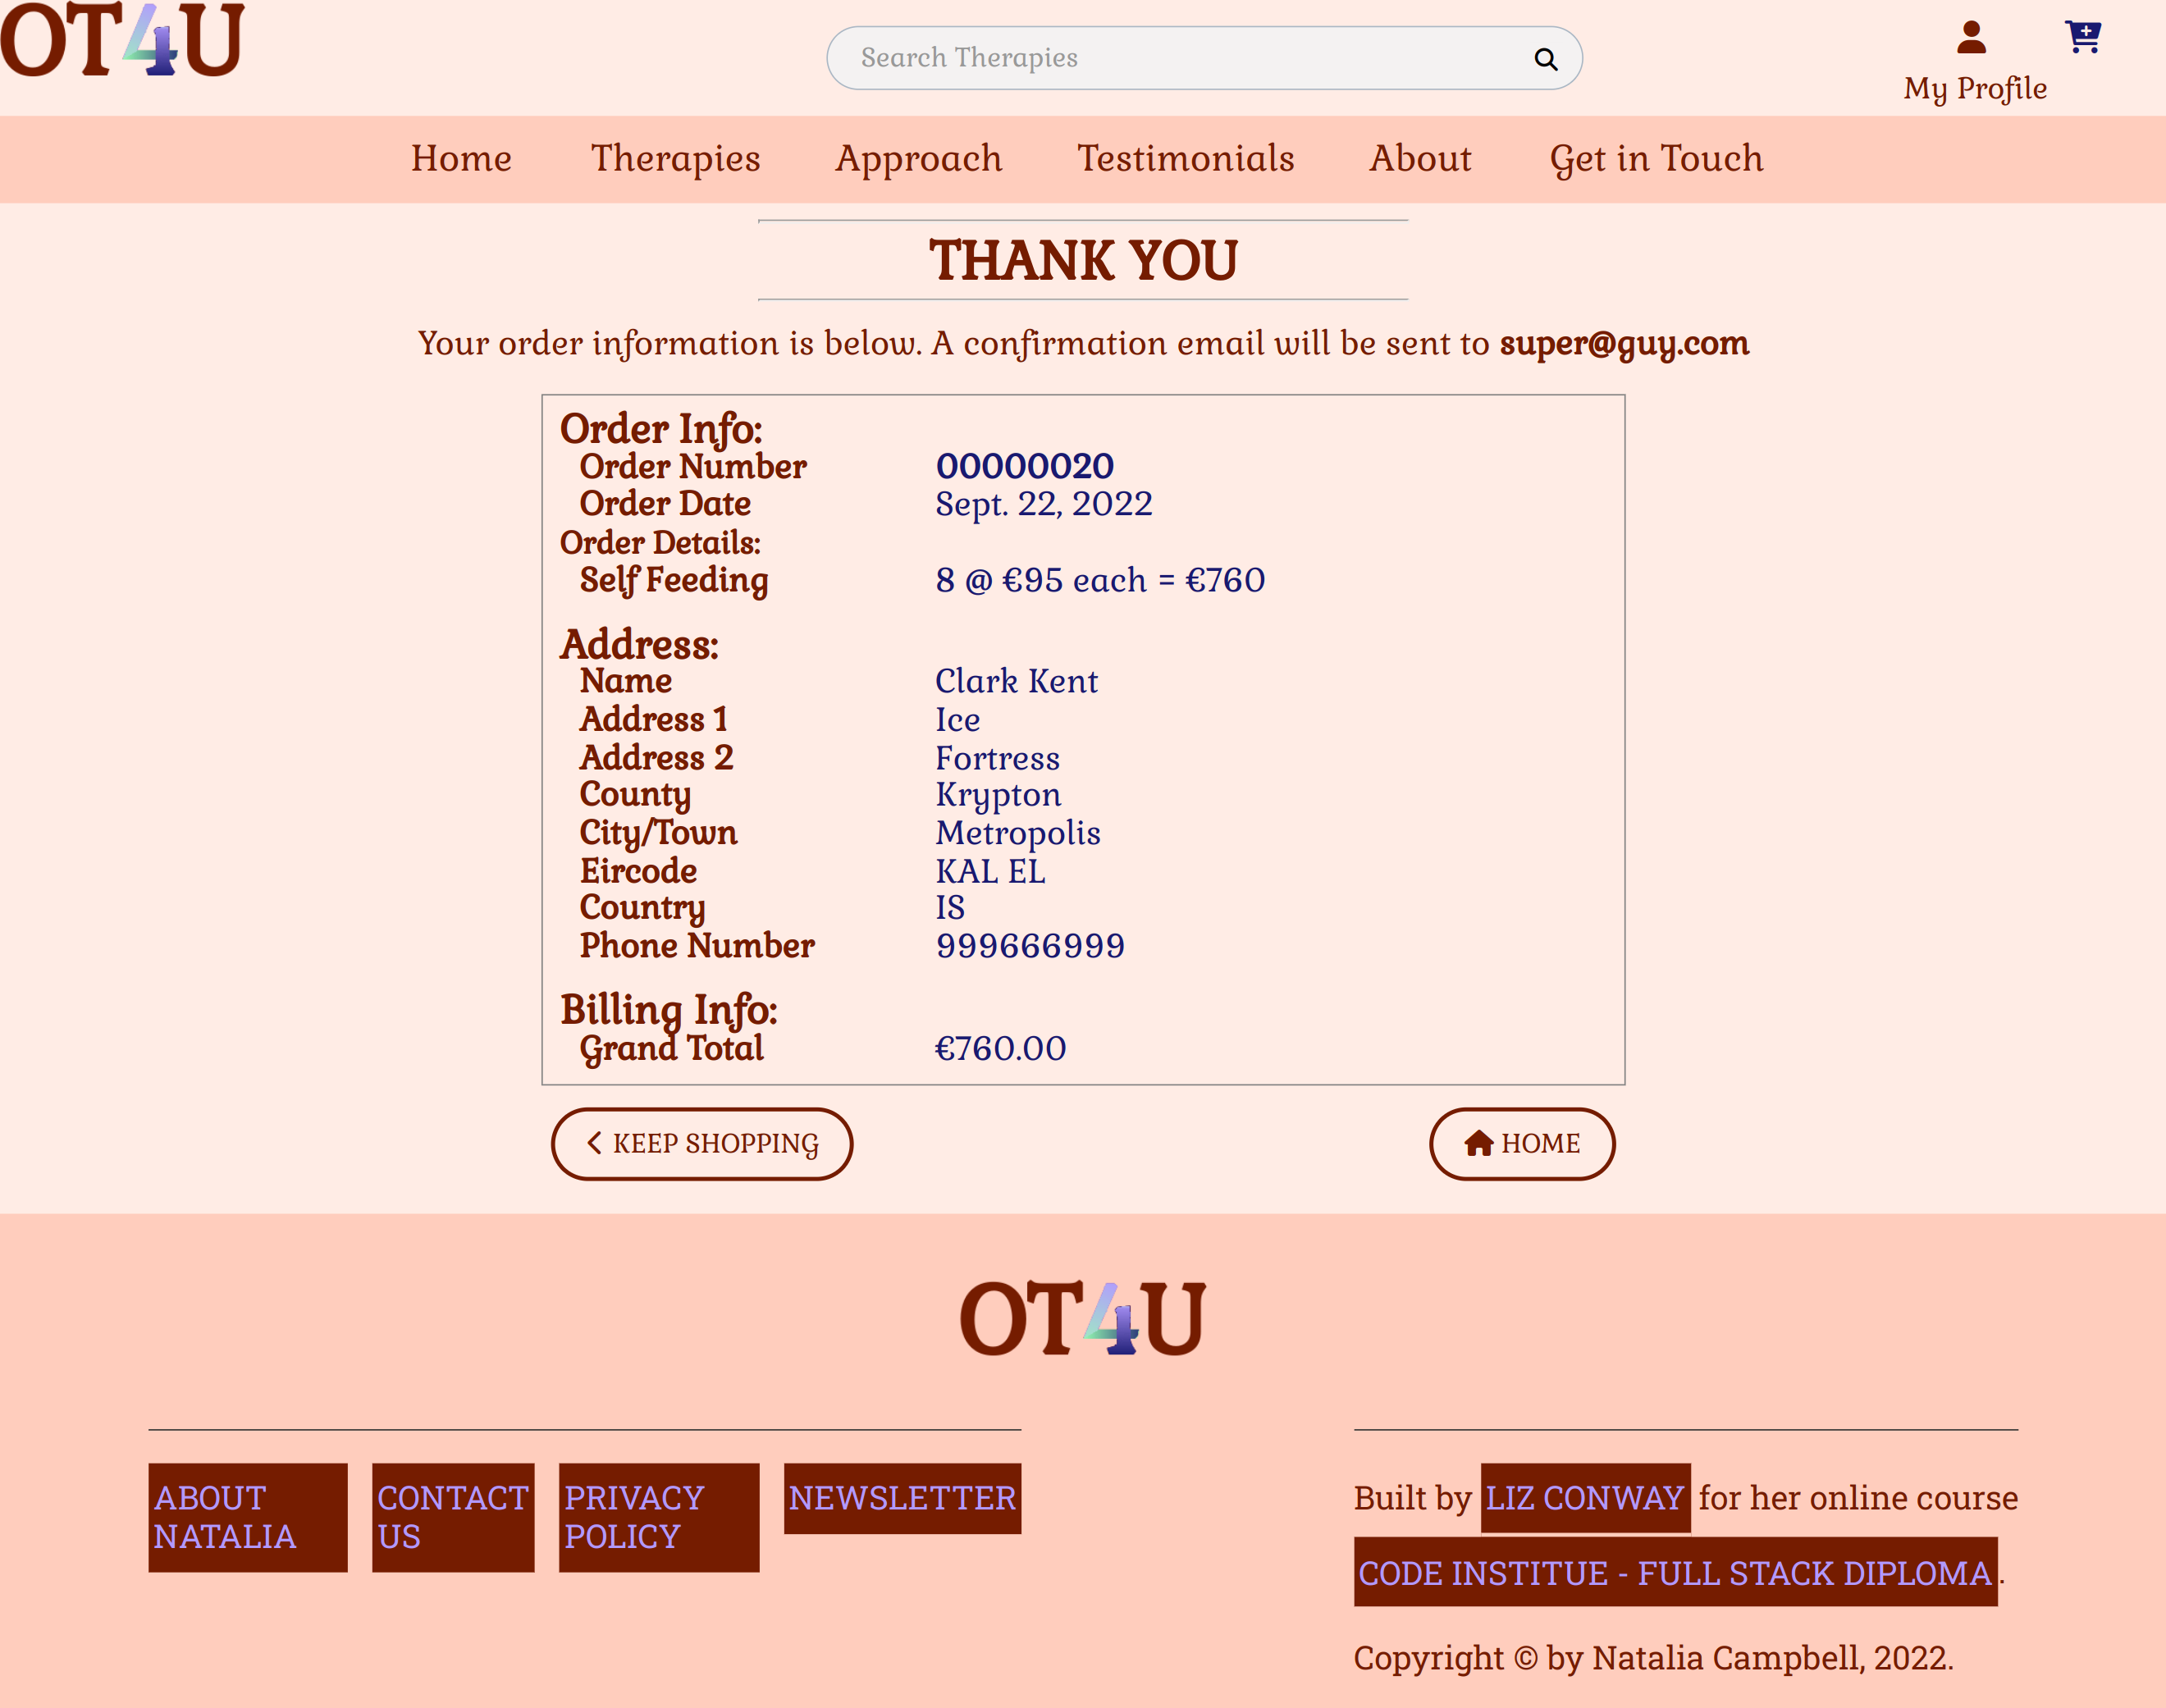 OT4U
Search Therapies
My Profile
Home Therapies Approach Testimonials About Get in Touch
THANK YOU
Your order information is below. A confirmation email will be sent to super@guy.com
Order Info:
Order Number 00000020
Order Date Sept. 22, 2022
Order Details:
Self Feeding 8 @ €95 each = €760
Address:
Name Clark Kent
Address 1 Ice
Address 2 Fortress
County Krypton
City/Town Metropolis
Eircode KAL EL
Country IS
Phone Number 999666999
Billing Info:
Grand Total €760.00
KEEP SHOPPING
HOME
OT4U
ABOUT
NATALIA
CONTACT
US
PRIVACY
POLICY
NEWSLETTER
Built by LIZ CONWAY for her online course
CODE INSTITUE - FULL STACK DIPLOMA.
Copyright © by Natalia Campbell, 2022.